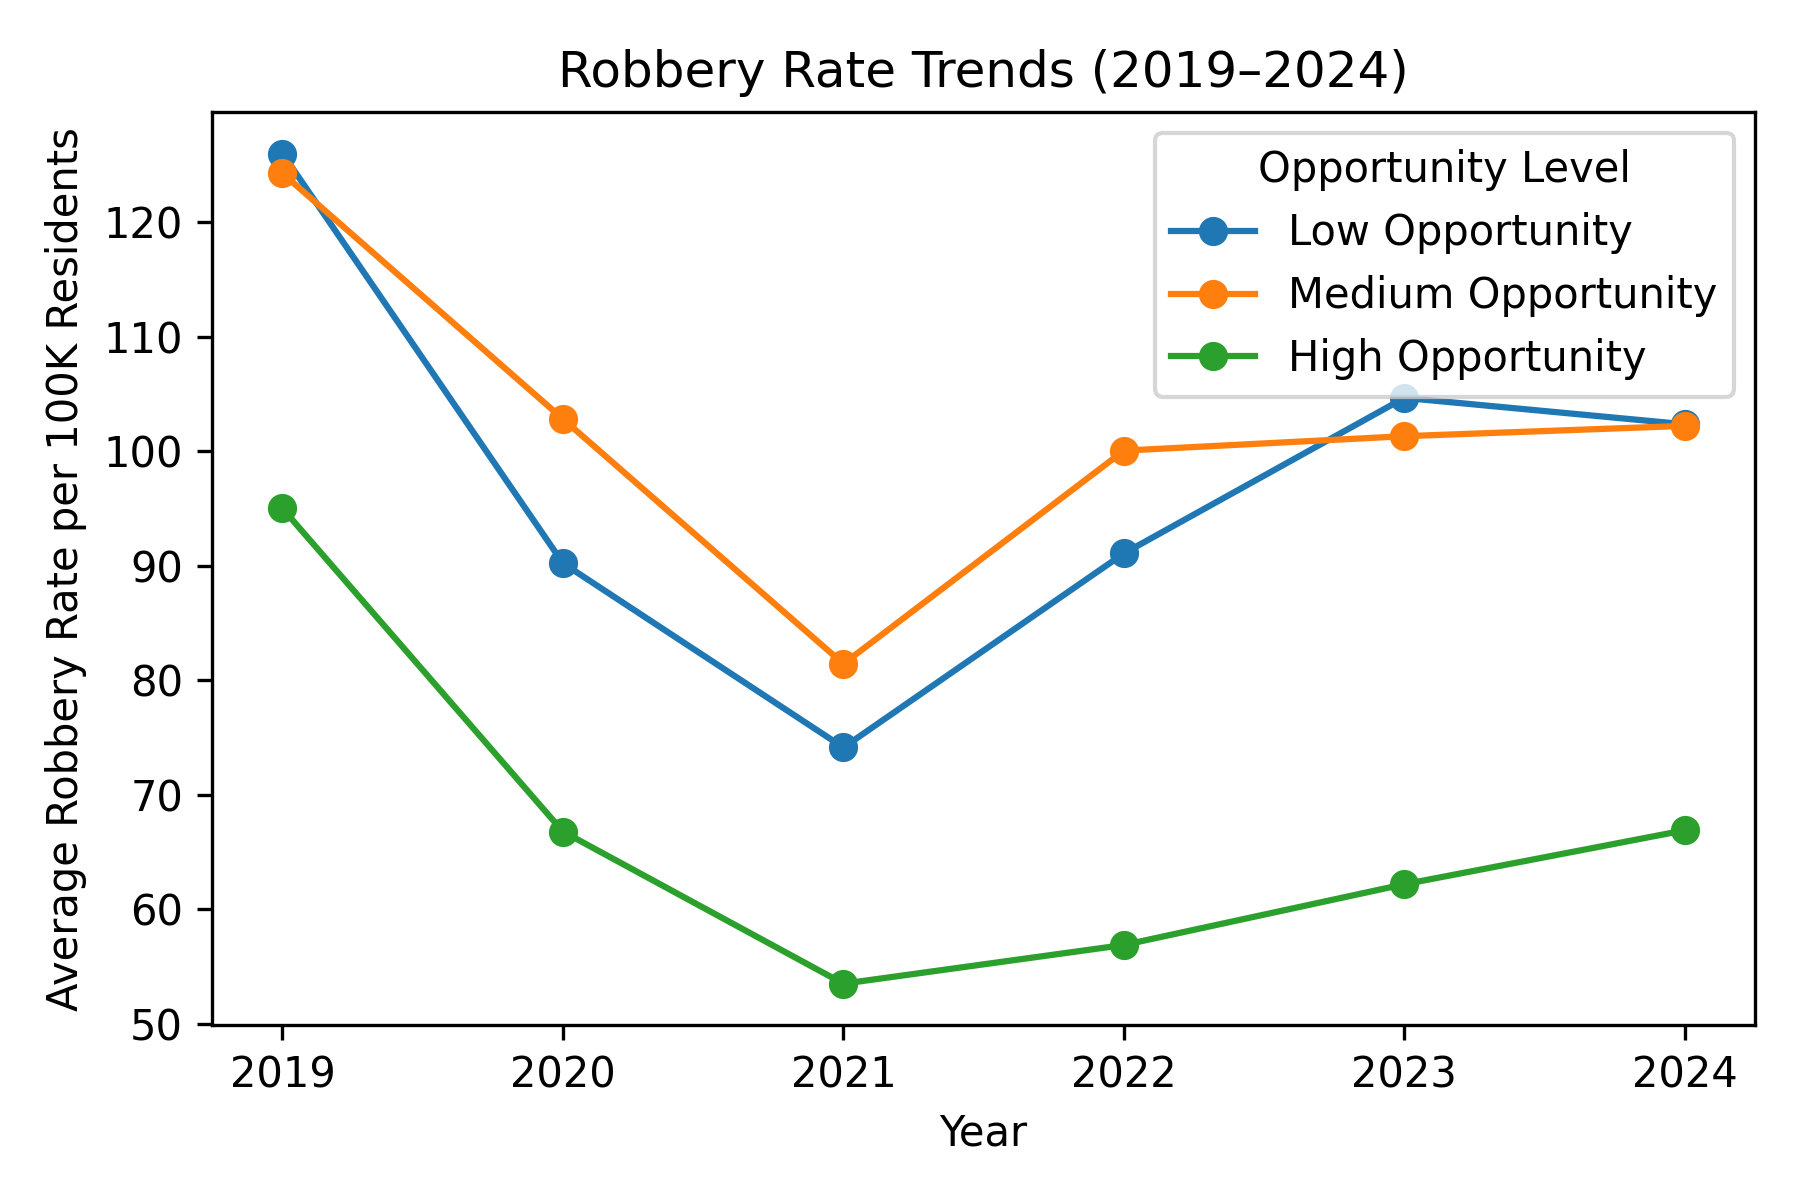 Robbery Rate Trends (2019–2024)
Average Robbery Rate per 100K Residents
120
110
100
90
80
70
60
50
Opportunity Level
Low Opportunity
Medium Opportunity
High Opportunity
2019 2020 2021 2022 2023 2024
Year